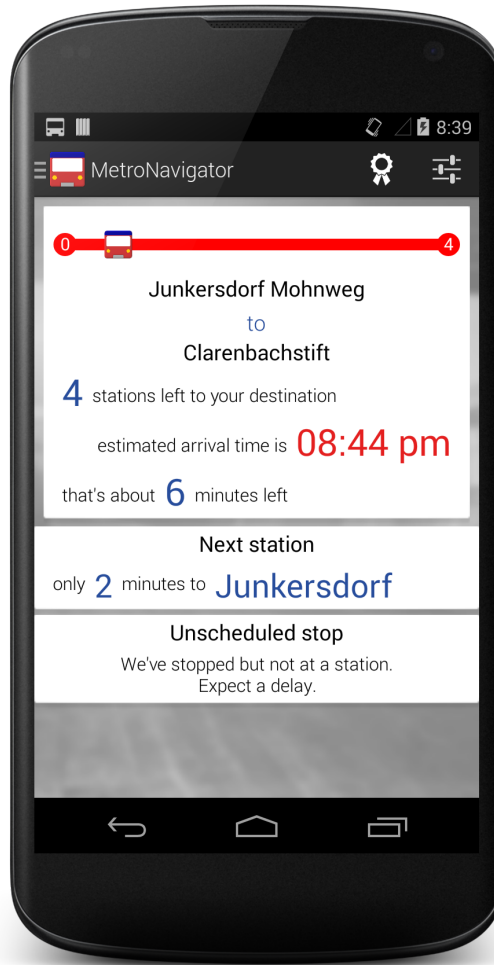 8:39
MetroNavigator
0 4
Junkersdorf Mohnweg
to
Clarenbachstift
4 stations left to your destination
estimated arrival time is 08:44 pm
that's about 6 minutes left
Next station
only 2 minutes to Junkersdorf
Unscheduled stop
We've stopped but not at a station.
Expect a delay.